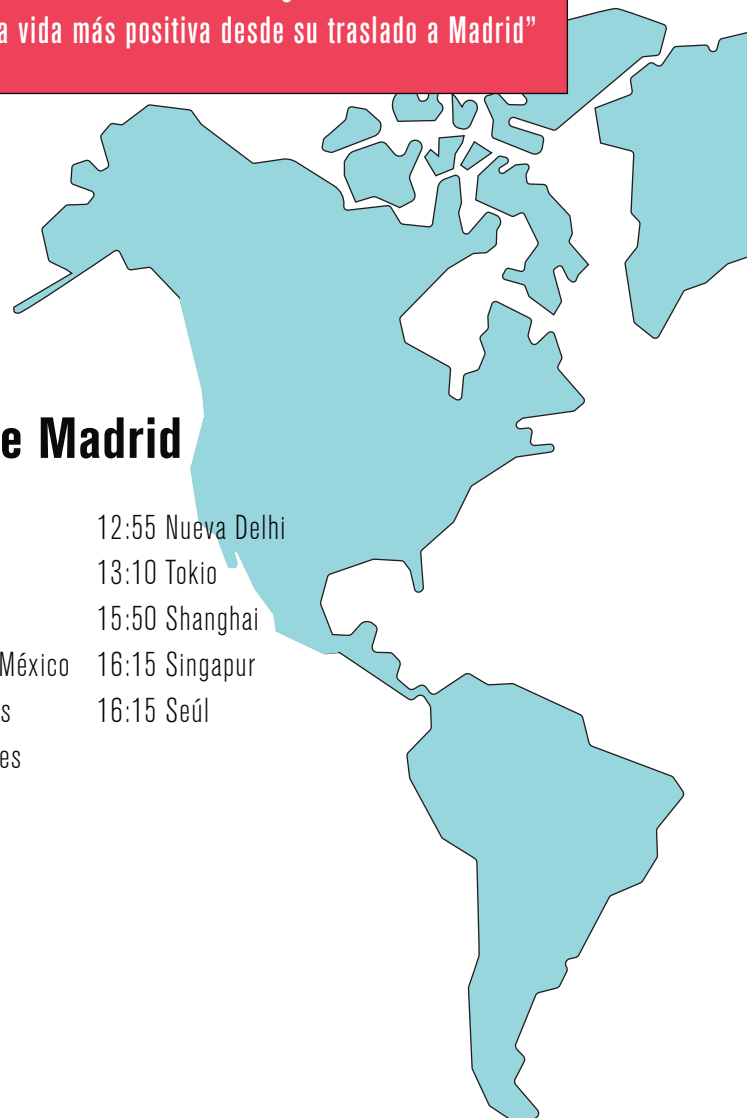 a vida más positiva desde su traslado a Madrid”
e Madrid
México
s
es
12:55 Nueva Delhi
13:10 Tokio
15:50 Shanghai
16:15 Singapur
16:15 Seúl